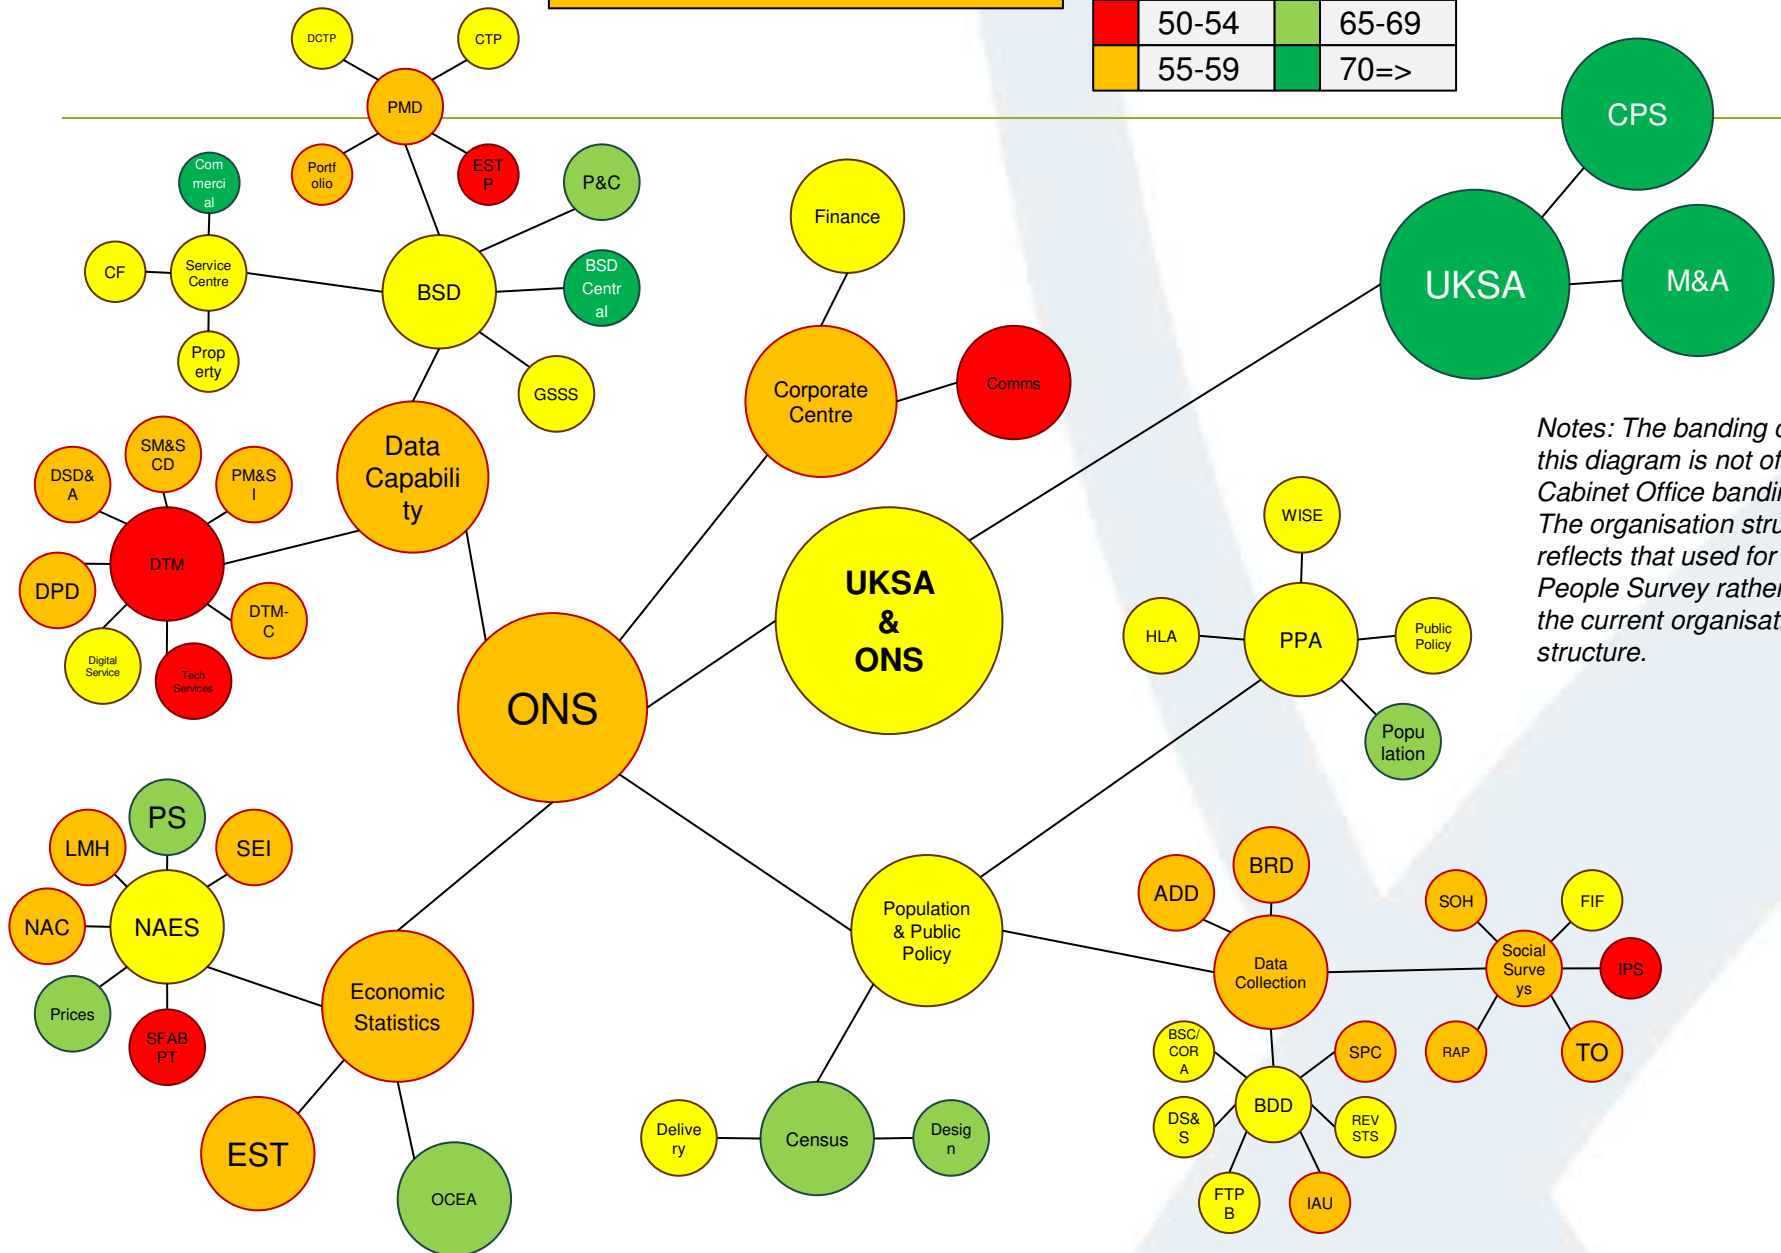 50-54
65-69
55-59
70=>
DCTP
CTP
PMD
Portf
olio
EST
P
Com
merci
al
P&C
CF
Service
Centre
BSD
BSD
Centr
al
Prop
erty
GSSS
Finance
Corporate
Centre
Comms
CPS
UKSA
M&A
Notes: The banding
this diagram is not of
Cabinet Office bandin
The organisation stru
reflects that used for
People Survey rather
the current organisati
structure.
Data
Capabili
ty
DSD&
A
SM&S
CD
PM&S
I
DTM
DPD
DTM-
C
Digital
Service
Tech
Services
ONS
UKSA
&
ONS
WISE
HLA
PPA
Public
Policy
Popu
lation
PS
LMH
SEI
NAC
NAES
Prices
SFAB
PT
Economic
Statistics
EST
OCEA
Population
& Public
Policy
Delive
ry
Census
Desig
n
ADD
BRD
Data
Collection
SOH
FIF
Social
Surve
ys
IPS
RAP
TO
BSC/
COR
A
SPC
BDD
DS&
S
REV
STS
FTP
B
IAU